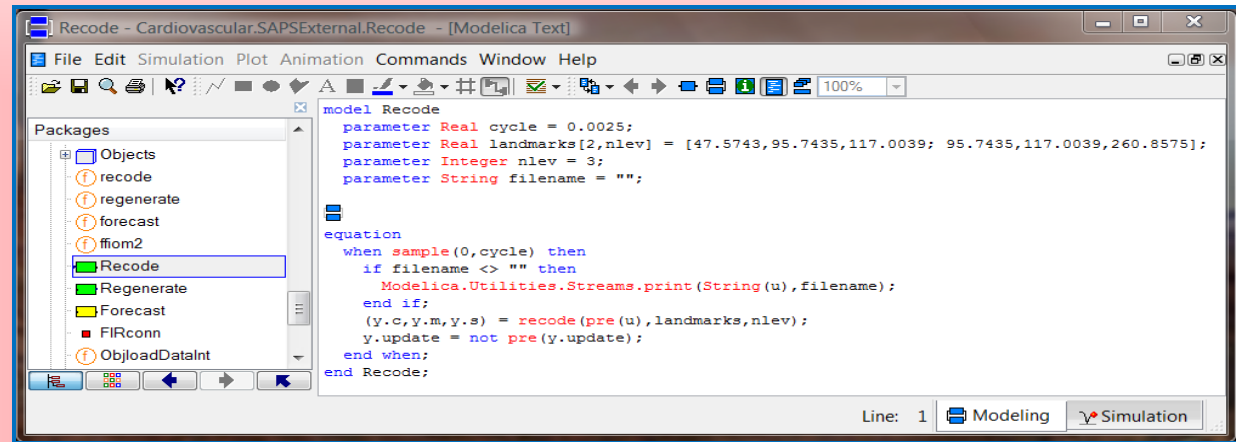 Recode - Cardiovascular.SAPSExternal.Recode - [Modelica Text]
File Edit Simulation Plot Animation Commands Window Help
100%
Packages
Objects
recode
regenerate
forecast
ffiom2
Recode
Regenerate
Forecast
FIRconn
ObjloadDataInt
model Recode
parameter Real cycle = 0.0025;
parameter Real landmarks[2,nlev] = [47.5743,95.7435,117.0039; 95.7435,117.0039,260.8575];
parameter Integer nlev = 3;
parameter String filename = "";
equation
when sample(0,cycle) then
if filename <> "" then
Modelica.Utilities.Streams.print(String(u),filename);
end if;
(y.c,y.m,y.s) = recode(pre(u),landmarks,nlev);
y.update = not pre(y.update);
end when;
end Recode;
Line: 1 Modeling Simulation